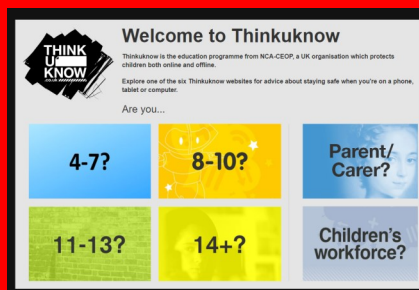 THINK
U
KNOW
.co.uk
Welcome to Thinkuknow
Thinkuknow is the education programme from NCA-CEOP, a UK organisation which protects
children both online and offline.
Explore one of the six Thinkuknow websites for advice about staying safe when you're on a phone,
tablet or computer.
Are you...
4-7?
8-10?
Parent/
Carer?
11-13?
14+?
Children's
workforce?